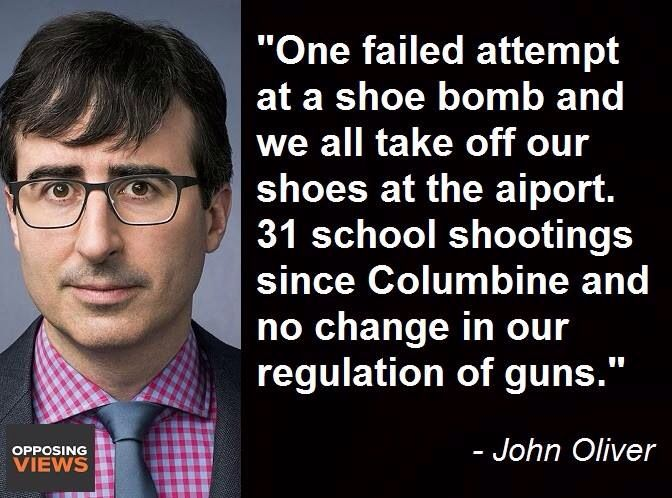 "One failed attempt
at a shoe bomb and
we all take off our
shoes at the aiport.
31 school shootings
since Columbine and
no change in our
regulation of guns."
- John Oliver
OPPOSING
VIEWS